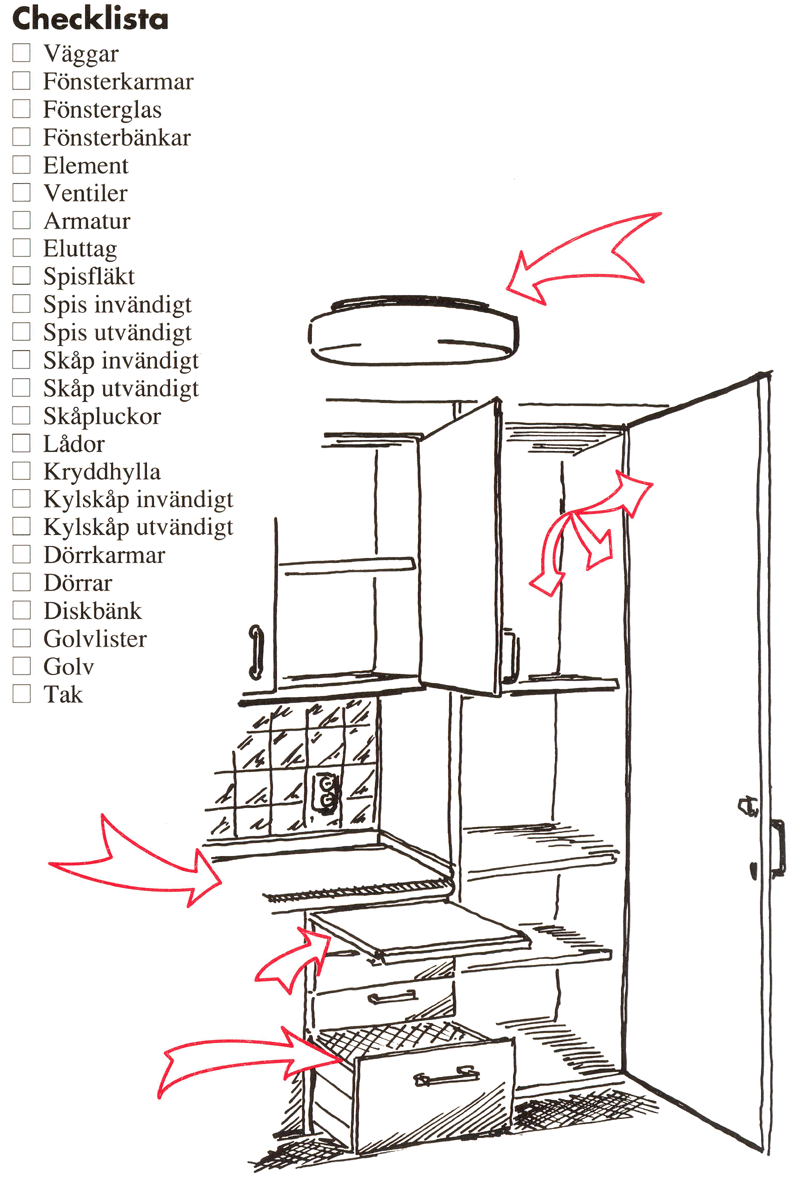 Checklista
Väggar
Fönsterkarmar
Fönsterglas
Fönsterbänkar
Element
Ventiler
Armatur
Eluttag
Spisfläkt
Spis invändigt
Spis utvändigt
Skåp invändigt
Skåp utvändigt
Skåpluckor
Lådor
Kryddhylla
Kylskåp invändigt
Kylskåp utvändigt
Dörrkarmar
Dörrar
Diskbänk
Golvlister
Golv
Tak